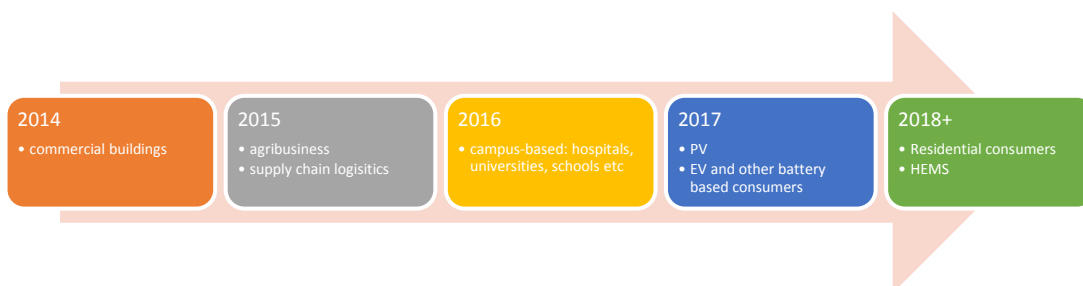 2014
• commercial buildings
2015
• agribusiness
• supply chain logisitics
2016
• campus-based: hospitals,
universities, schools etc
2017
• PV
• EV and other battery
based consumers
2018+
• Residential consumers
• HEMS